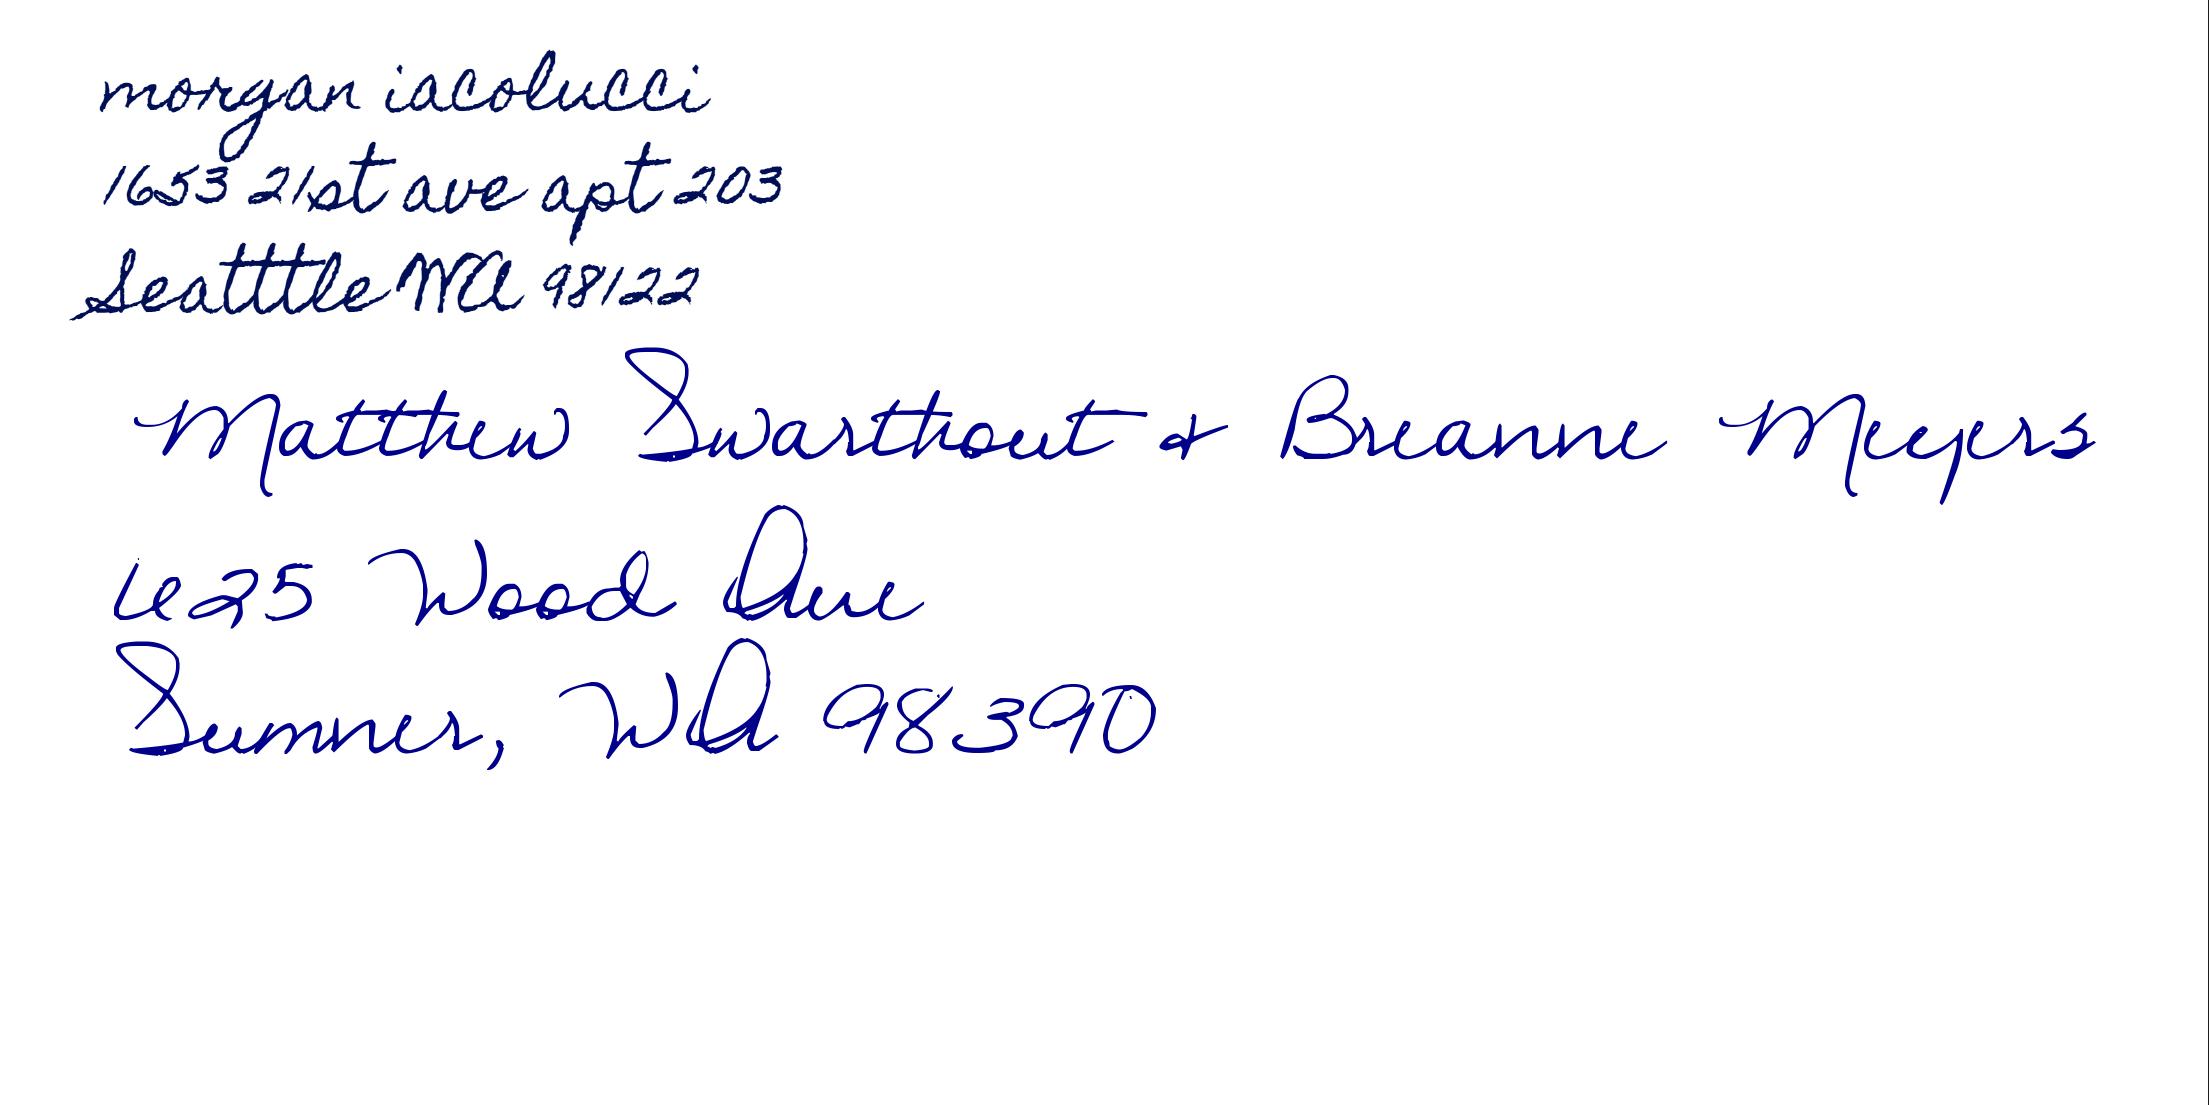 morgan iacolucci
1653 21st ave apt 203
Seatttle WA 98122
Matthew Swarthout & Breanne Meyers
625 Wood Ave
Sumner, WA 98390